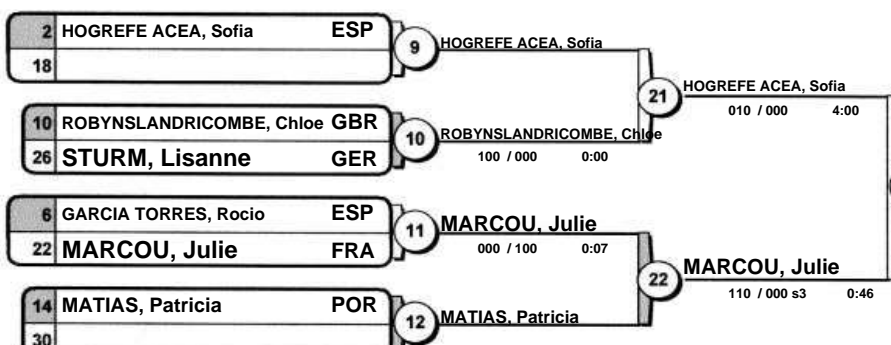 2 HOGREFE ACEA, Sofia ESP
18
9 HOGREFE ACEA, Sofia
10 ROBYNSLANDRICOMBE, Chloe GBR
26 STURM, Lisanne GER
10 ROBYNSLANDRICOMBE, Chloe
100 / 000 0:00
21 HOGREFE ACEA, Sofia
010 / 000 4:00
6 GARCIA TORRES, Rocio ESP
22 MARCOU, Julie FRA
11 MARCOU, Julie
000 / 100 0:07
14 MATIAS, Patricia POR
30
12 MATIAS, Patricia
22 MARCOU, Julie
110 / 000 s3 0:46